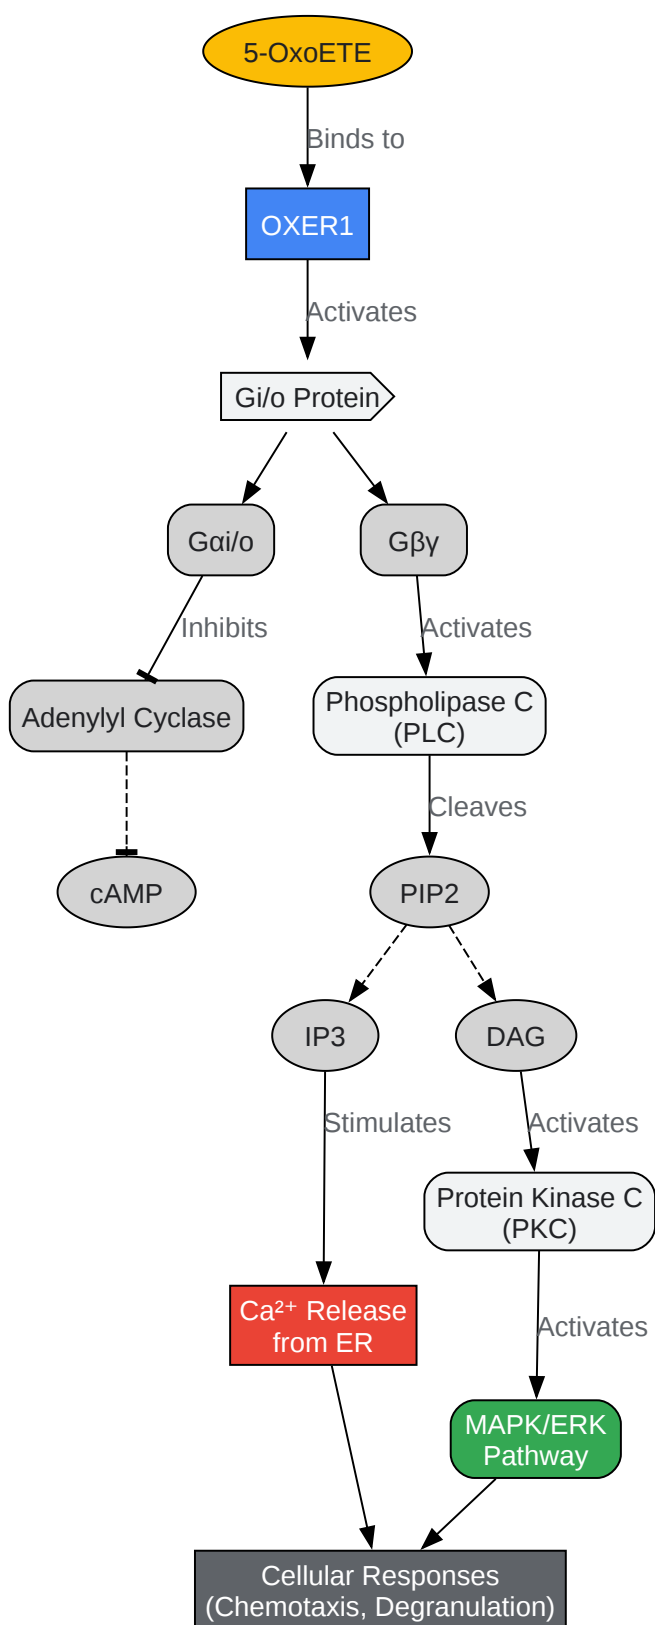 5-OxoETE
Binds to
OXER1
Activates
Gi/o Protein
Gαi/o
Gβγ
Inhibits
Activates
Adenylyl Cyclase
Phospholipase C
(PLC)
Cleaves
cAMP
PIP2
IP3
DAG
Stimulates
Activates
Protein Kinase C
(PKC)
Ca²⁺ Release
from ER
Activates
MAPK/ERK
Pathway
Cellular Responses
(Chemotaxis, Degranulation)